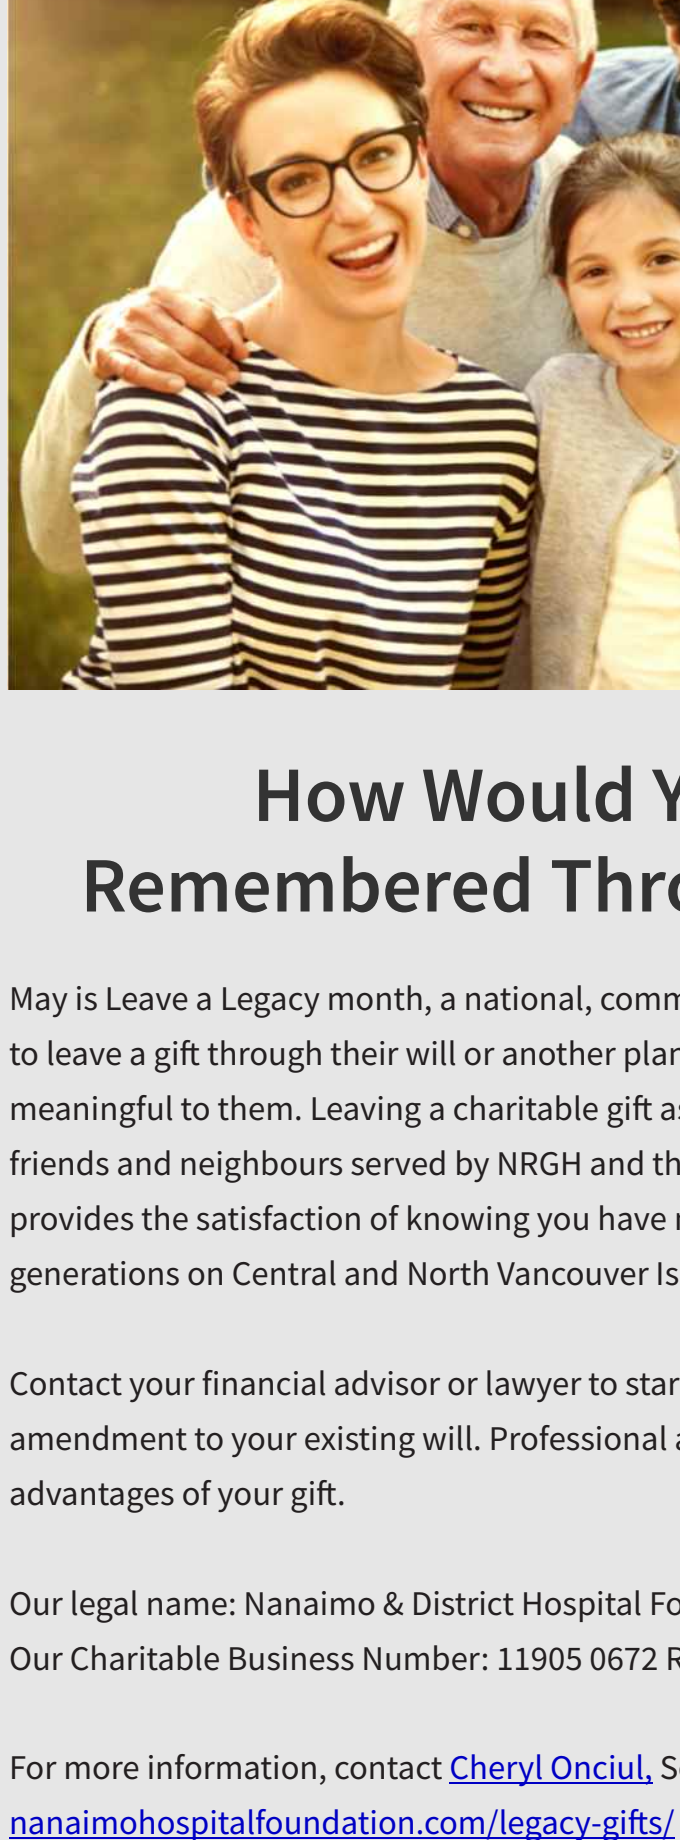 How Would Y
Remembered Thro
May is Leave a Legacy month, a national, comm
to leave a gift through their will or another plan
meaningful to them. Leaving a charitable gift as
friends and neighbours served by NRGH and th
provides the satisfaction of knowing you have
generations on Central and North Vancouver Is
Contact your financial advisor or lawyer to star
amendment to your existing will. Professional a
advantages of your gift.
Our legal name: Nanaimo & District Hospital Fo
Our Charitable Business Number: 11905 0672 R
For more information, contact Cheryl Onciul, S
nanaimohospitalfoundation.com/legacy-gifts/